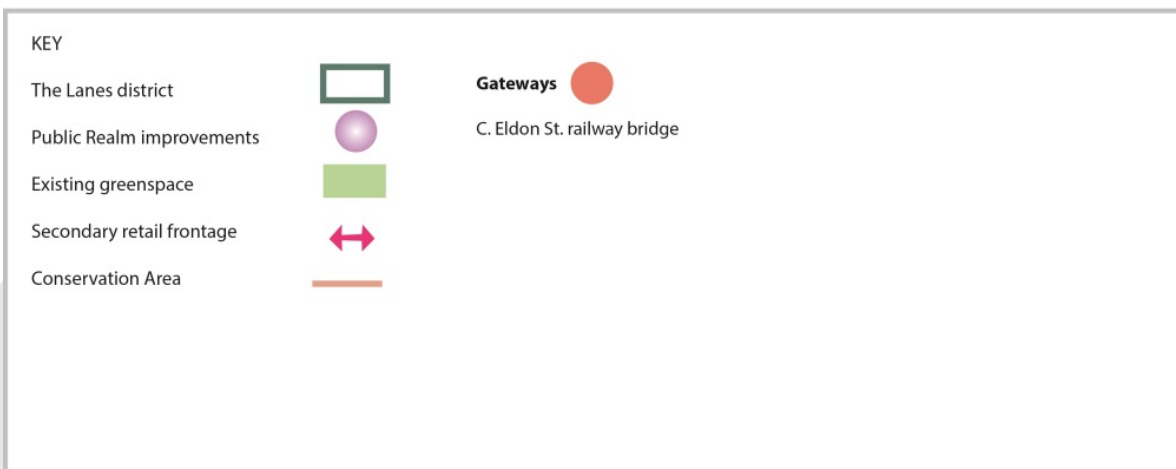 KEY
The Lanes district
Public Realm improvements
Existing greenspace
Secondary retail frontage
Conservation Area
Gateways
C. Eldon St. railway bridge